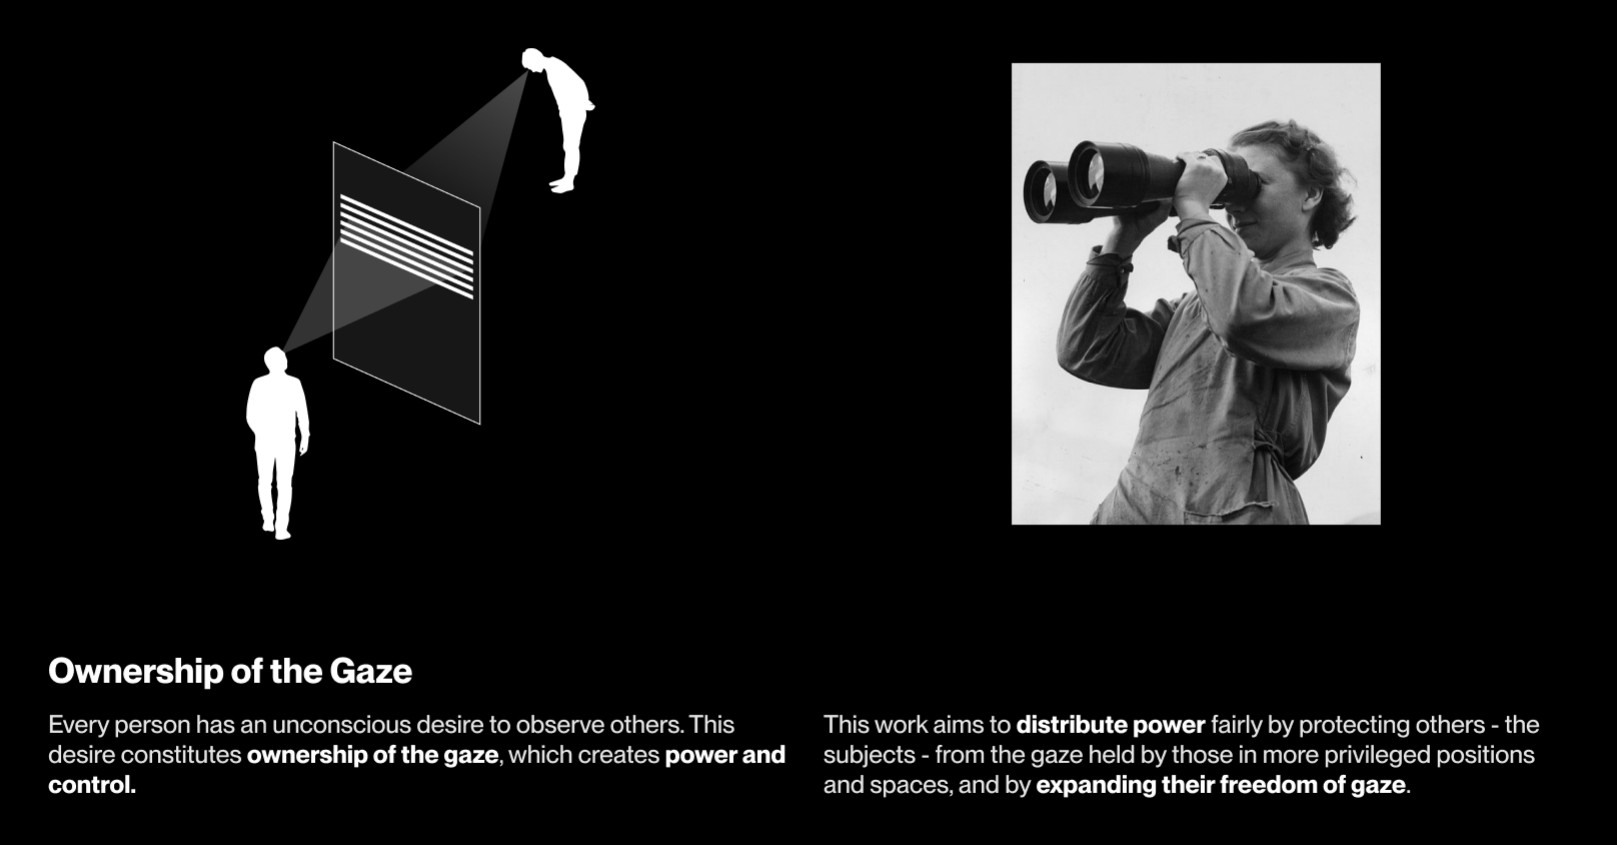 Ownership of the Gaze
Every person has an unconscious desire to observe others. This
desire constitutes ownership of the gaze, which creates power and
control.
This work aims to distribute power fairly by protecting others - the
subjects - from the gaze held by those in more privileged positions
and spaces, and by expanding their freedom of gaze.